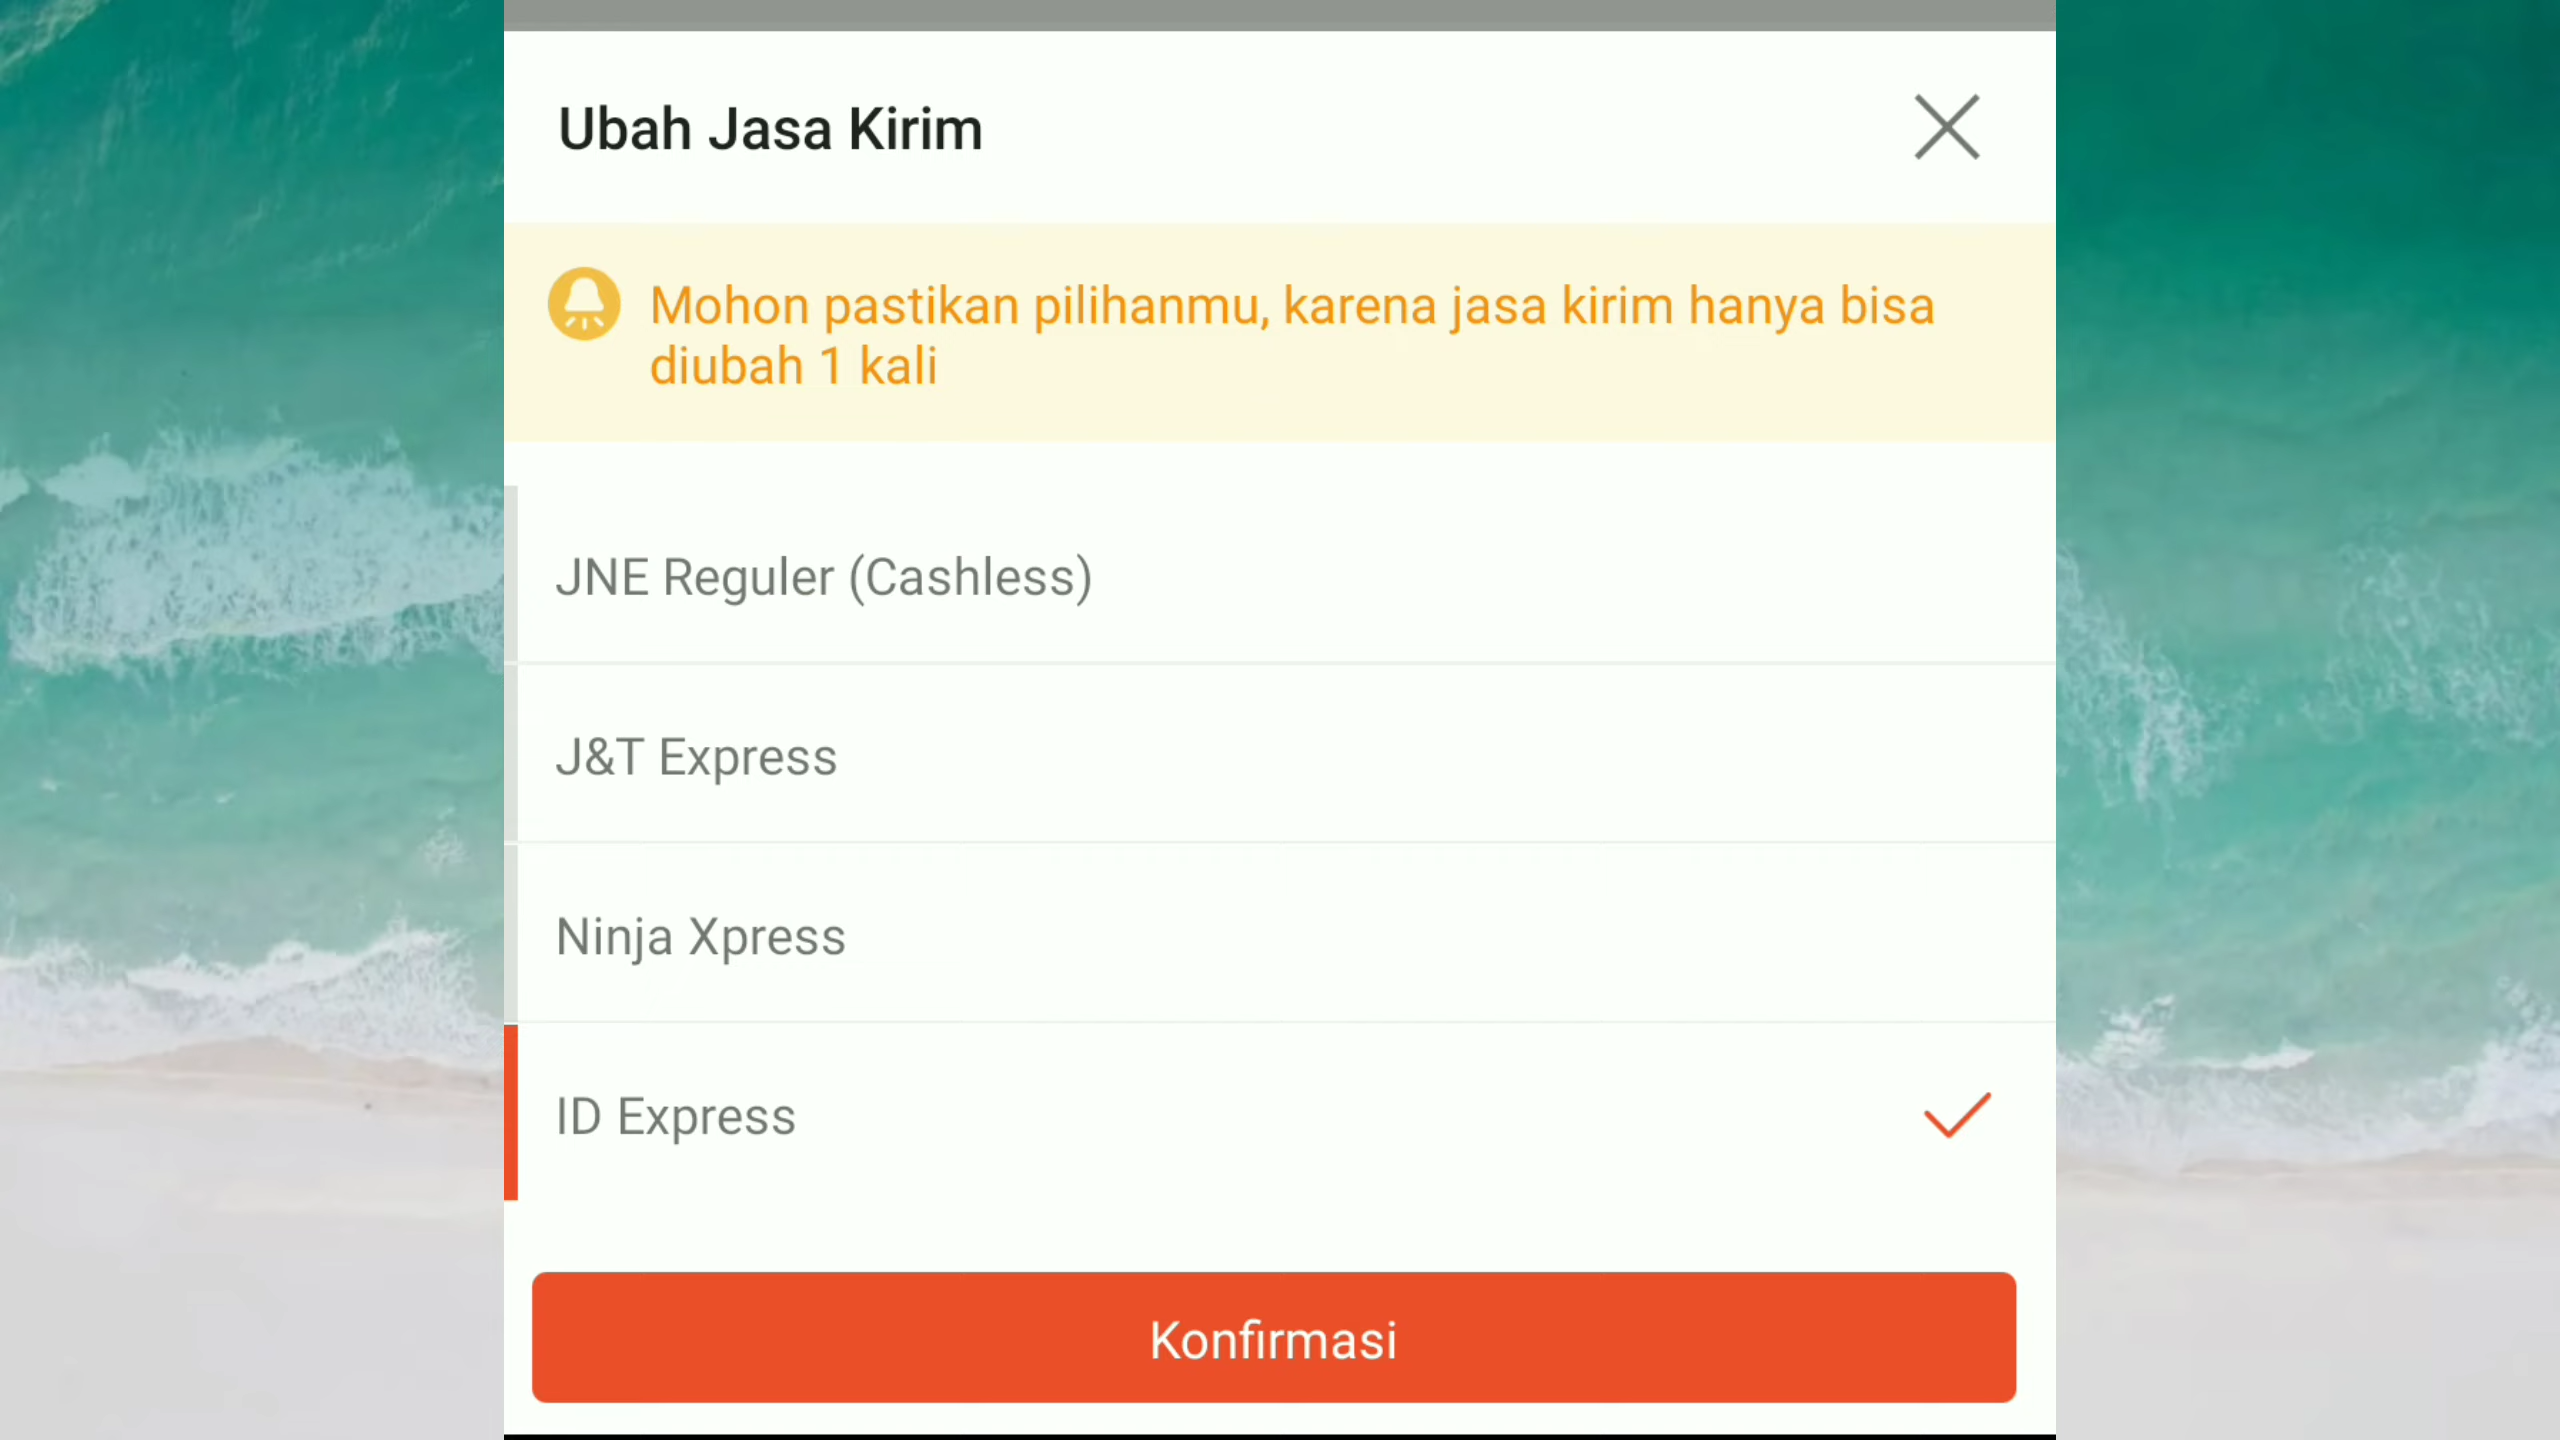 Ubah Jasa Kirim
Mohon pastikan pilihanmu, karena jasa kirim hanya bisa
diubah 1 kali
JNE Reguler (Cashless)
J&T Express
Ninja Xpress
ID Express
Konfirmasi